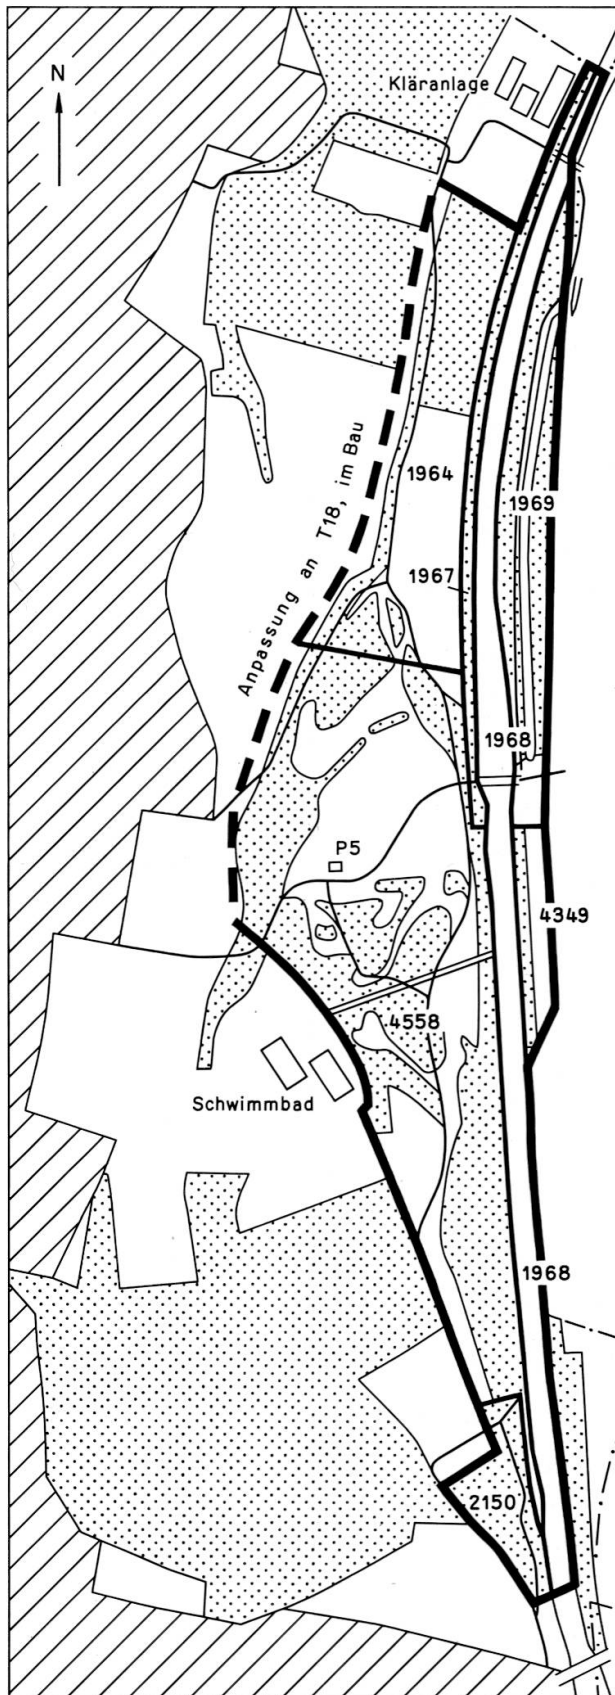 N
Kläranlage
Anpassung an T18, im Bau
1964
1969
1967
1968
P5
4349
4558
Schwimmbad
1968
2150